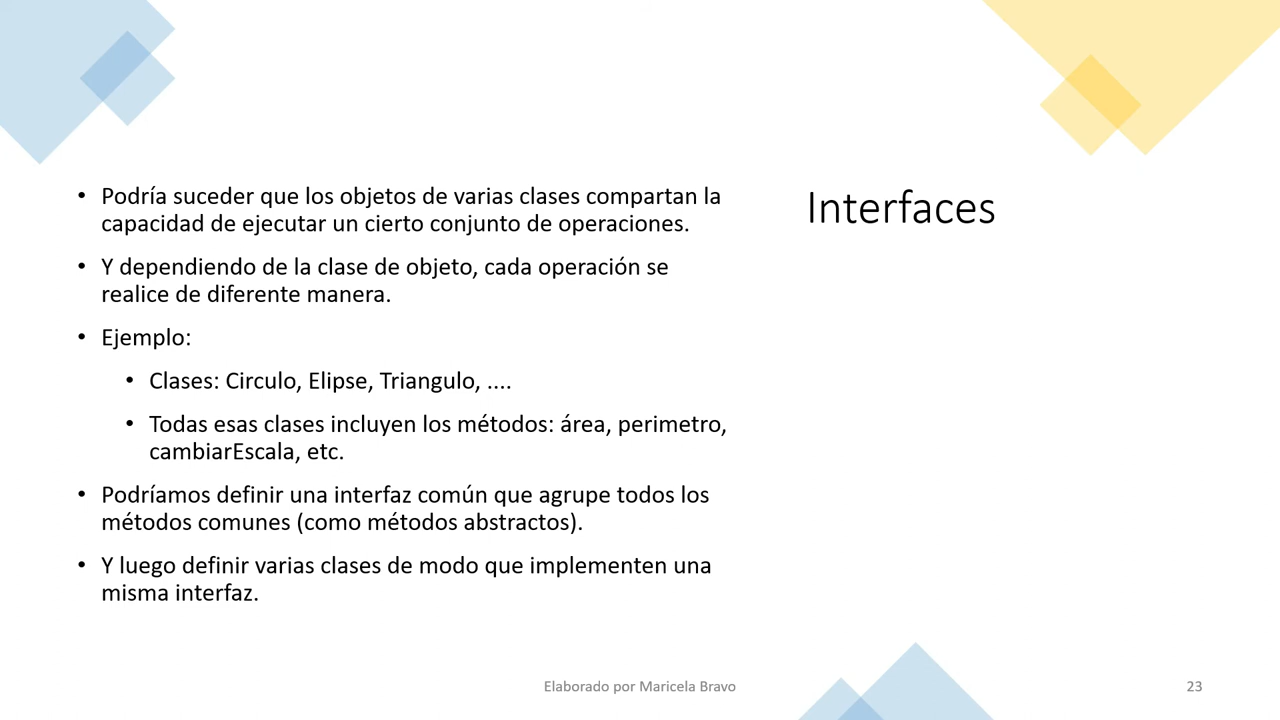 Interfaces
• Podría suceder que los objetos de varias clases compartan la
capacidad de ejecutar un cierto conjunto de operaciones.
• Y dependiendo de la clase de objeto, cada operación se
realice de diferente manera.
• Ejemplo:
• Clases: Circulo, Elipse, Triangulo, ....
• Todas esas clases incluyen los métodos: área, perimetro,
cambiarEscala, etc.
• Podríamos definir una interfaz común que agrupe todos los
métodos comunes (como métodos abstractos).
• Y luego definir varias clases de modo que implementen una
misma interfaz.
Elaborado por Maricela Bravo
23